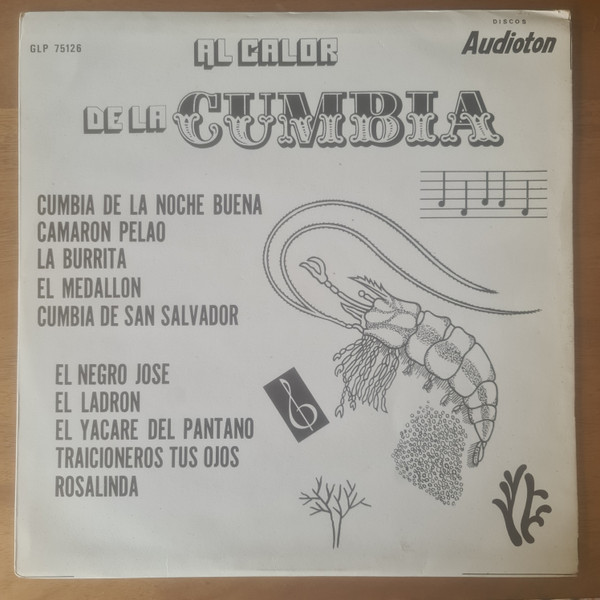 GLP 75126
DISCOS
Audioton
AL CALOR
DE LA CUMBIA
CUMBIA DE LA NOCHE BUENA
CAMARON PELAO
LA BURRITA
EL MEDALLON
CUMBIA DE SAN SALVADOR
EL NEGRO JOSE
EL LADRON
EL YACARE DEL PANTANO
TRAICIONEROS TUS OJOS
ROSALINDA